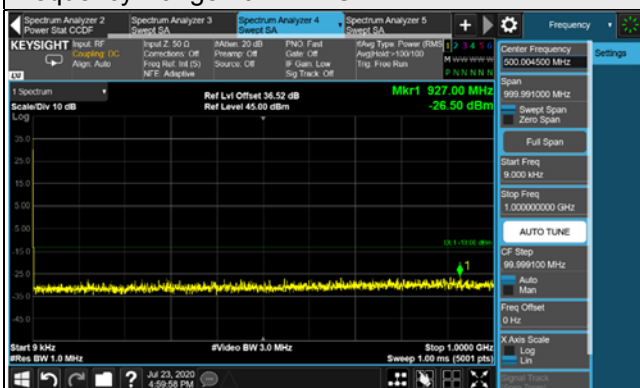 Spectrum Analyzer 2
Power Stat CCDF
Spectrum Analyzer 3
Swept SA
Spectrum Analyzer 4
Swept SA
Spectrum Analyzer 5
Swept SA
Frequency
KEYSIGHT
Input: RF
Coupling: DC
Align: Auto
Input Z: 50 Ω
Corrections: Off
Freq Ref: Int (S)
NFE: Adaptive
#Atten: 20 dB
Preamp: Off
Source: Off
PNO: Fast
Gate: Off
IF Gain: Low
Sig Track: Off
#Avg Type: Power (RMS
Avg|Hold:>100/100
Trig: Free Run
1 2 3 4 5 6
M W W W W W
P N N N N N
1 Spectrum
Scale/Div 10 dB
Log
Ref Lvl Offset 36.52 dB
Ref Level 45.00 dBm
Mkr1 927.00 MHz
-26.50 dBm
35.0
25.0
15.0
5.00
-5.00
-15.0
-25.0
-35.0
-45.0
DL1 -19.00 dBm
1
Start 9 kHz
#Res BW 1.0 MHz
#Video BW 3.0 MHz
Stop 1.0000 GHz
Sweep 1.00 ms (5001 pts)
Jul 23, 2020
4:59:58 PM
Center Frequency
500.004500 MHz
Settings
Span
999.991000 MHz
Swept Span
Zero Span
Full Span
Start Freq
9.000 kHz
Stop Freq
1.000000000 GHz
AUTO TUNE
CF Step
99.999100 MHz
Auto
Man
Freq Offset
0 Hz
X Axis Scale
Log
Lin
Signal Track